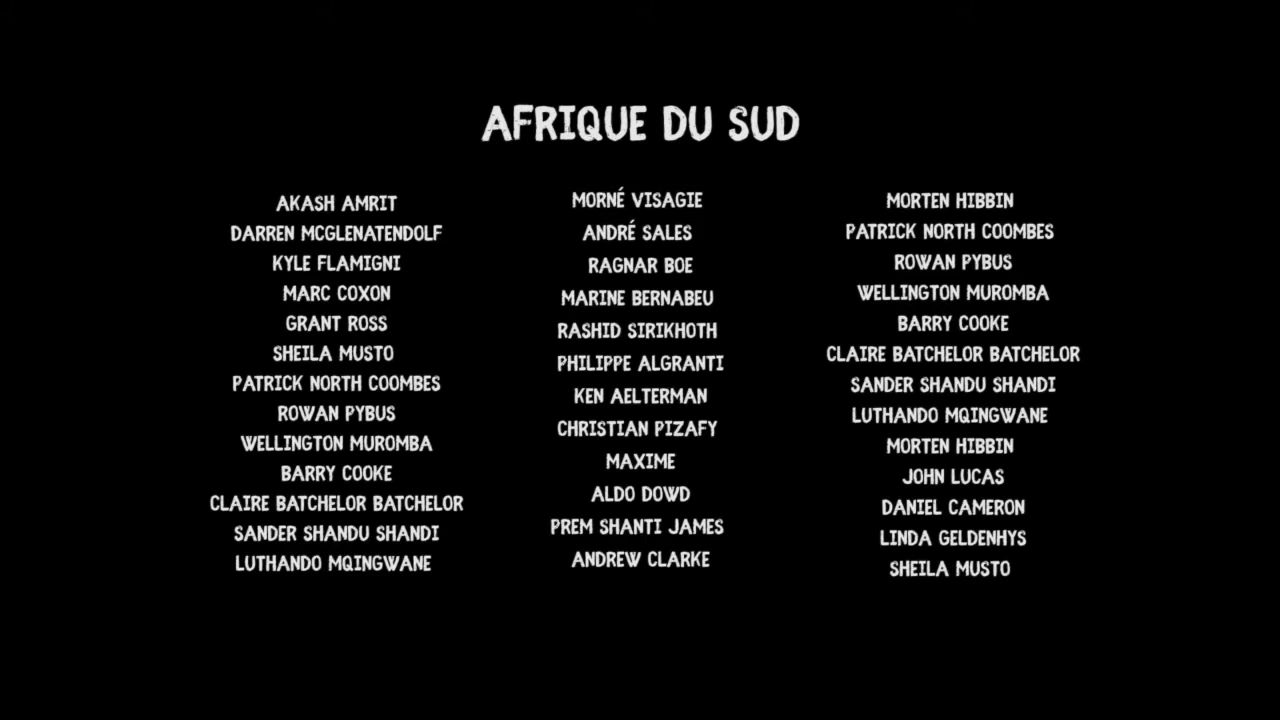 AFRIQUE DU SUD
AKASH AMRIT
DARREN MCGLENATENDOLF
KYLE FLAMIGNI
MARC COXON
GRANT ROSS
SHEILA MUSTO
PATRICK NORTH COOMBES
ROWAN PYBUS
WELLINGTON MUROMBA
BARRY COOKE
CLAIRE BATCHELOR BATCHELOR
SANDER SHANDU SHANDI
LUTHANDO MQINGWANE
MORNÉ VISAGIE
ANDRÉ SALES
RAGNAR BOE
MARINE BERNABEU
RASHID SIRIKHOTH
PHILIPPE ALGRANTI
KEN AELTERMAN
CHRISTIAN PIZAFY
MAXIME
ALDO DOWD
PREM SHANTI JAMES
ANDREW CLARKE
MORTEN HIBBIN
PATRICK NORTH COOMBES
ROWAN PYBUS
WELLINGTON MUROMBA
BARRY COOKE
CLAIRE BATCHELOR BATCHELOR
SANDER SHANDU SHANDI
LUTHANDO MQINGWANE
MORTEN HIBBIN
JOHN LUCAS
DANIEL CAMERON
LINDA GELDENHYS
SHEILA MUSTO